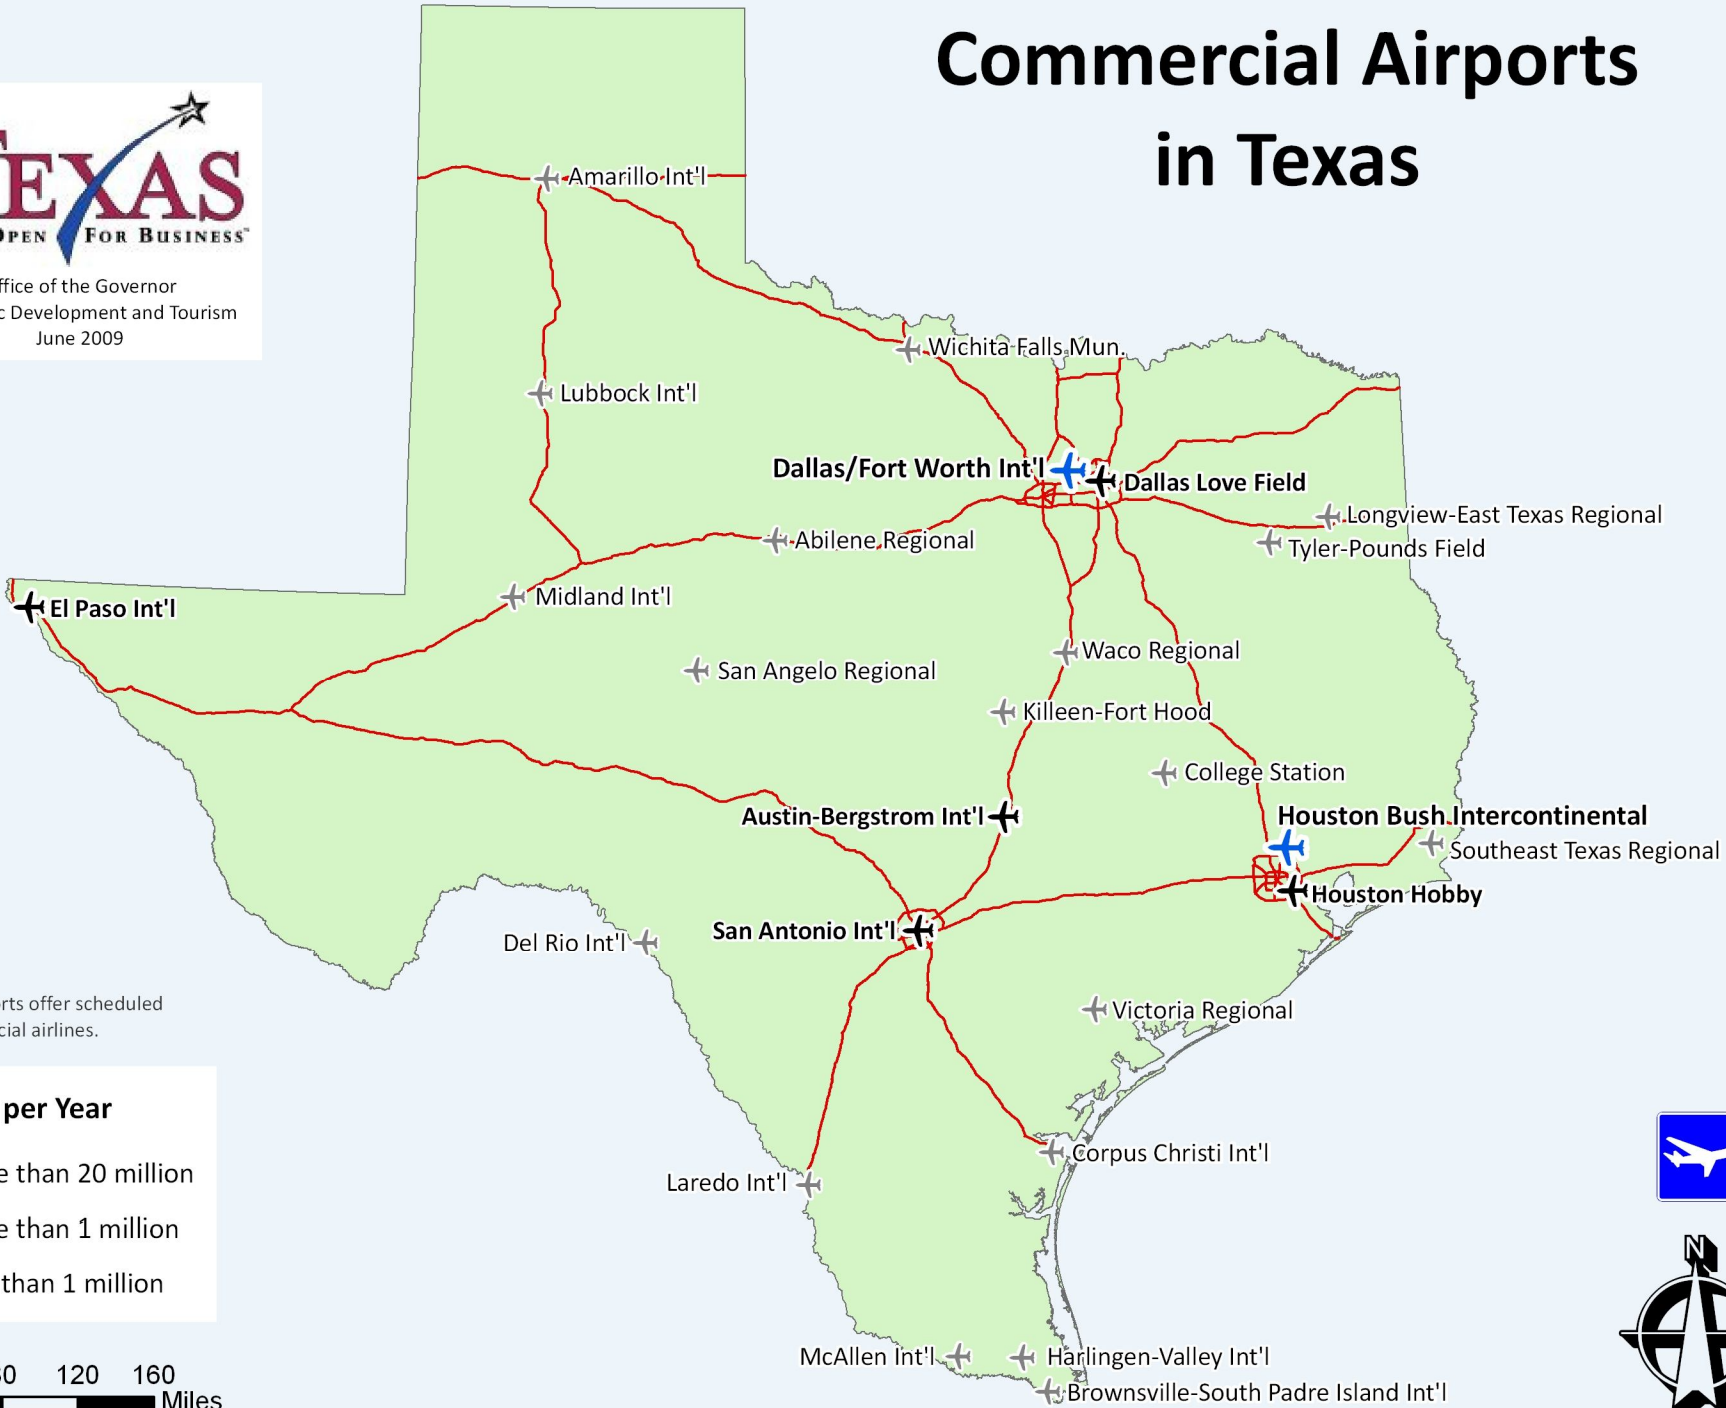 Commercial Airports
in Texas
TEXAS
OPEN FOR BUSINESS
ffice of the Governor
c Development and Tourism
June 2009
Amarillo Int'l
Wichita Falls Mun.
Lubbock Int'l
Dallas/Fort Worth Int'l
Dallas Love Field
Longview-East Texas Regional
Abilene Regional
Tyler-Pounds Field
Midland Int'l
El Paso Int'l
Waco Regional
San Angelo Regional
Killeen-Fort Hood
College Station
Austin-Bergstrom Int'l
Houston Bush Intercontinental
Southeast Texas Regional
Houston Hobby
San Antonio Int'l
Del Rio Int'l
Victoria Regional
rts offer scheduled
cial airlines.
per Year
e than 20 million
e than 1 million
than 1 million
Corpus Christi Int'l
Laredo Int'l
N
McAllen Int'l
Harlingen-Valley Int'l
Brownsville-South Padre Island Int'l
80 120 160
Miles